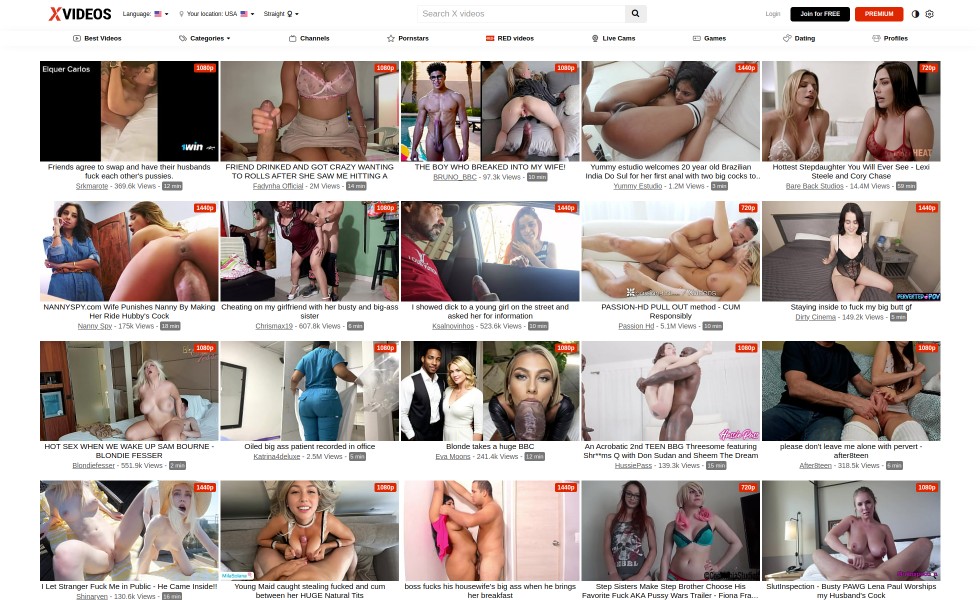 XVIDEOS
Language:
Your location: USA
Straight
Search X videos
Login
Join for FREE
PREMIUM
Best Videos
Categories
Channels
Pornstars
RED videos
Live Cams
Games
Dating
Profiles
Elquer Carlos
1080p
1win
1080p
1080p
1440p
720p
HEAT
Friends agree to swap and have their husbands
fuck each other's pussies.
Srkmarote - 369.6k Views - 12 min
FRIEND DRINKED AND GOT CRAZY WANTING
TO ROLLS AFTER SHE SAW ME HITTING A
Fadynha Official - 2M Views - 14 min
THE BOY WHO BREAKED INTO MY WIFE!
BRUNO_BBC - 97.3k Views - 10 min
Yummy estudio welcomes 20 year old Brazilian
India Do Sul for her first anal with two big cocks to..
Yummy Estudio - 1.2M Views - 3 min
Hottest Stepdaughter You Will Ever See - Lexi
Steele and Cory Chase
Bare Back Studios - 14.4M Views - 59 min
1440p
1080p
1440p
720p
1440p
PERVERTED POV
NANNYSPY.com Wife Punishes Nanny By Making
Her Ride Hubby's Cock
Nanny Spy - 175k Views - 18 min
Cheating on my girlfriend with her busty and big-ass
sister
Chrismax19 - 607.8k Views - 6 min
I showed dick to a young girl on the street and
asked her for information
Ksalnovinhos - 523.6k Views - 10 min
PASSION-HD PULL OUT method - CUM
Responsibly
Passion Hd - 5.1M Views - 10 min
Staying inside to fuck my big butt gf
Dirty Cinema - 149.2k Views - 5 min
1080p
1080p
1080p
1080p
HussiePass
1080p
HOT SEX WHEN WE WAKE UP SAM BOURNE -
BLONDIE FESSER
Blondiefesser - 551.9k Views - 2 min
Oiled big ass patient recorded in office
Katrina4deluxe - 2.5M Views - 5 min
Blonde takes a huge BBC
Eva Moons - 241.4k Views - 12 min
An Acrobatic 2nd TEEN BBG Threesome featuring
Shr**ms Q with Don Sudan and Sheem The Dream
HussiePass - 139.3k Views - 15 min
please don't leave me alone with pervert -
after8teen
After8teen - 318.5k Views - 6 min
1440p
1080p
1440p
720p
1080p
I Let Stranger Fuck Me in Public - He Came Inside!!
Shinaryen - 130.6k Views - 16 min
Young Maid caught stealing fucked and cum
between her HUGE Natural Tits
boss fucks his housewife's big ass when he brings
her breakfast
Step Sisters Make Step Brother Choose His
Favorite Fuck AKA Pussy Wars Trailer - Fiona Fra...
SlutInspection - Busty PAWG Lena Paul Worships
my Husband's Cock